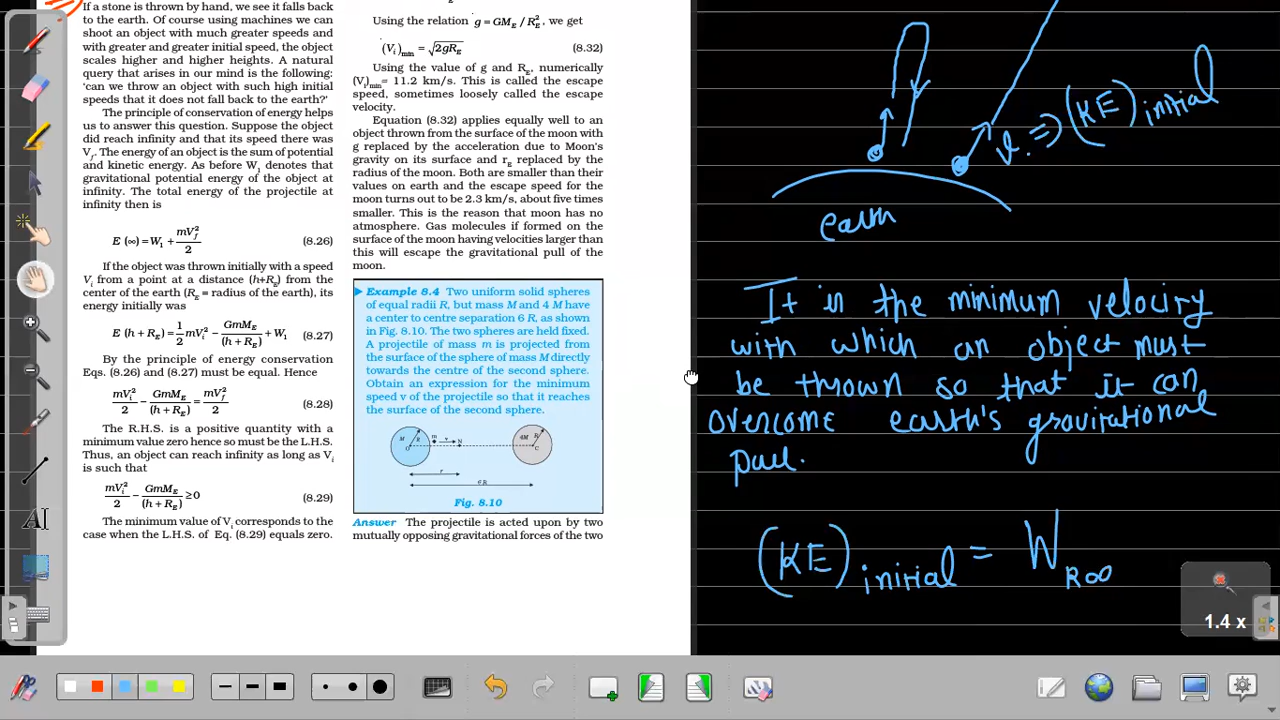 If a stone is thrown by hand, we see it falls back
to the earth. Of course using machines we can
shoot an object with much greater speeds and
with greater and greater initial speed, the object
scales higher and higher heights. A natural
query that arises in our mind is the following:
'can we throw an object with such high initial
speeds that it does not fall back to the earth?'
The principle of conservation of energy helps
us to answer this question. Suppose the object
did reach infinity and that its speed there was
V_f. The energy of an object is the sum of potential
and kinetic energy. As before W_1 denotes that
gravitational potential energy of the object at
infinity. The total energy of the projectile at
infinity then is
E (∞) = W_1 + mV_f^2/2 (8.26)
If the object was thrown initially with a speed
V_i from a point at a distance (h+R_E) from the
center of the earth (R_E = radius of the earth), its
energy initially was
E (h + R_E) = 1/2 mV_i^2 – GmM_E/(h + R_E) + W_1 (8.27)
By the principle of energy conservation
Eqs. (8.26) and (8.27) must be equal. Hence
mV_i^2/2 – GmM_E/(h + R_E) = mV_f^2/2 (8.28)
The R.H.S. is a positive quantity with a
minimum value zero hence so must be the L.H.S.
Thus, an object can reach infinity as long as V_i
is such that
mV_i^2/2 – GmM_E/(h + R_E) ≥ 0 (8.29)
The minimum value of V_i corresponds to the
case when the L.H.S. of Eq. (8.29) equals zero.
Using the relation g = GM_E / R_E^2, we get
(V_i)_min = √2gR_E (8.32)
Using the value of g and R_E, numerically
(V_i)_min = 11.2 km/s. This is called the escape
speed, sometimes loosely called the escape
velocity.
Equation (8.32) applies equally well to an
object thrown from the surface of the moon with
g replaced by the acceleration due to Moon's
gravity on its surface and r_E replaced by the
radius of the moon. Both are smaller than their
values on earth and the escape speed for the
moon turns out to be 2.3 km/s, about five times
smaller. This is the reason that moon has no
atmosphere. Gas molecules if formed on the
surface of the moon having velocities larger than
this will escape the gravitational pull of the
moon.
Example 8.4 Two uniform solid spheres
of equal radii R, but mass M and 4 M have
a center to centre separation 6 R, as shown
in Fig. 8.10. The two spheres are held fixed.
A projectile of mass m is projected from
the surface of the sphere of mass M directly
towards the centre of the second sphere.
Obtain an expression for the minimum
speed v of the projectile so that it reaches
the surface of the second sphere.
M R O m v N 4M R C
r
6 R
Fig. 8.10
Answer The projectile is acted upon by two
mutually opposing gravitational forces of the two
v ⇒ (KE)initial
earth
It is the minimum velociry
with which an object must
be thrown so that it can
overcome earth's gravitational
pull.
(KE)initial = W_R∞
1.4 x